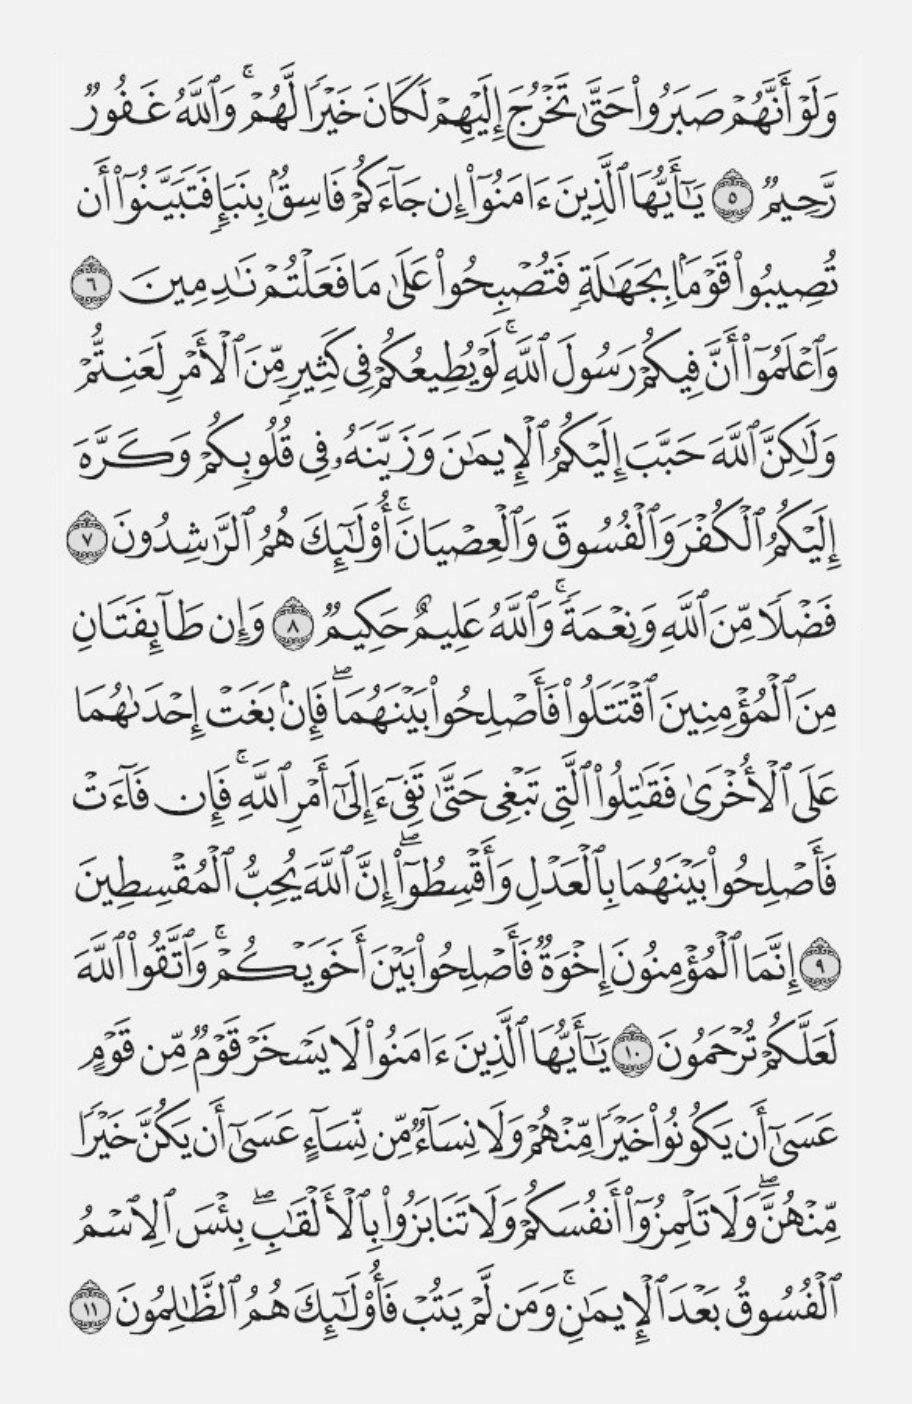 وَلَوْ أَنَّهُمْ صَبَرُوا۟ حَتَّىٰ تَخْرُجَ إِلَيْهِمْ لَكَانَ خَيْرًا لَّهُمْ ۚ وَٱللَّهُ غَفُورٌ
رَّحِيمٌ ٥ يَـٰٓأَيُّهَا ٱلَّذِينَ ءَامَنُوٓا۟ إِن جَآءَكُمْ فَاسِقٌۢ بِنَبَإٍ فَتَبَيَّنُوٓا۟ أَن
تُصِيبُوا۟ قَوْمًۢا بِجَهَـٰلَةٍ فَتُصْبِحُوا۟ عَلَىٰ مَا فَعَلْتُمْ نَـٰدِمِينَ ٦
وَٱعْلَمُوٓا۟ أَنَّ فِيكُمْ رَسُولَ ٱللَّهِ ۚ لَوْ يُطِيعُكُمْ فِى كَثِيرٍ مِّنَ ٱلْأَمْرِ لَعَنِتُّمْ
وَلَـٰكِنَّ ٱللَّهَ حَبَّبَ إِلَيْكُمُ ٱلْإِيمَـٰنَ وَزَيَّنَهُۥ فِى قُلُوبِكُمْ وَكَرَّهَ
إِلَيْكُمُ ٱلْكُفْرَ وَٱلْفُسُوقَ وَٱلْعِصْيَانَ ۚ أُو۟لَـٰٓئِكَ هُمُ ٱلرَّٰشِدُونَ ٧
فَضْلًا مِّنَ ٱللَّهِ وَنِعْمَةً ۚ وَٱللَّهُ عَلِيمٌ حَكِيمٌ ٨ وَإِن طَآئِفَتَانِ
مِنَ ٱلْمُؤْمِنِينَ ٱقْتَتَلُوا۟ فَأَصْلِحُوا۟ بَيْنَهُمَا ۖ فَإِنۢ بَغَتْ إِحْدَىٰهُمَا
عَلَى ٱلْأُخْرَىٰ فَقَـٰتِلُوا۟ ٱلَّتِى تَبْغِى حَتَّىٰ تَفِىٓءَ إِلَىٰٓ أَمْرِ ٱللَّهِ ۚ فَإِن فَآءَتْ
فَأَصْلِحُوا۟ بَيْنَهُمَا بِٱلْعَدْلِ وَأَقْسِطُوٓا۟ ۖ إِنَّ ٱللَّهَ يُحِبُّ ٱلْمُقْسِطِينَ
٩ إِنَّمَا ٱلْمُؤْمِنُونَ إِخْوَةٌ فَأَصْلِحُوا۟ بَيْنَ أَخَوَيْكُمْ ۚ وَٱتَّقُوا۟ ٱللَّهَ
لَعَلَّكُمْ تُرْحَمُونَ ١٠ يَـٰٓأَيُّهَا ٱلَّذِينَ ءَامَنُوا۟ لَا يَسْخَرْ قَوْمٌ مِّن قَوْمٍ
عَسَىٰٓ أَن يَكُونُوا۟ خَيْرًا مِّنْهُمْ وَلَا نِسَآءٌ مِّن نِّسَآءٍ عَسَىٰٓ أَن يَكُنَّ خَيْرًا
مِّنْهُنَّ ۖ وَلَا تَلْمِزُوٓا۟ أَنفُسَكُمْ وَلَا تَنَابَزُوا۟ بِٱلْأَلْقَـٰبِ ۖ بِئْسَ ٱلِٱسْمُ
ٱلْفُسُوقُ بَعْدَ ٱلْإِيمَـٰنِ ۚ وَمَن لَّمْ يَتُبْ فَأُو۟لَـٰٓئِكَ هُمُ ٱلظَّـٰلِمُونَ ١١